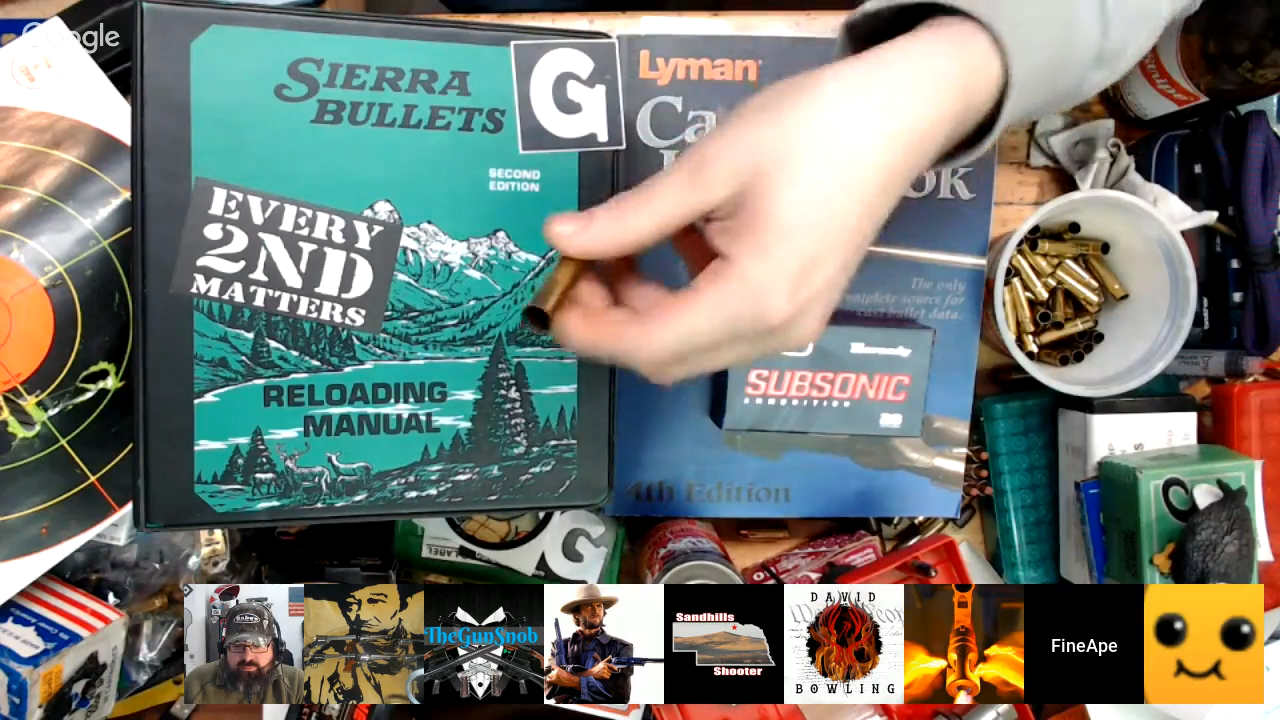 Google
SIERRA
BULLETS
G
SECOND
EDITION
EVERY
2ND
MATTERS
RELOADING
MANUAL
Lyman
Ca
OK
The only
complete source for
cast bullet data.
Hornady
SUBSONIC
AMMUNITION
4th Edition
G
LABEL
TheGunSnob
Sandhills
Shooter
DAVID
BOWLING
FineApe